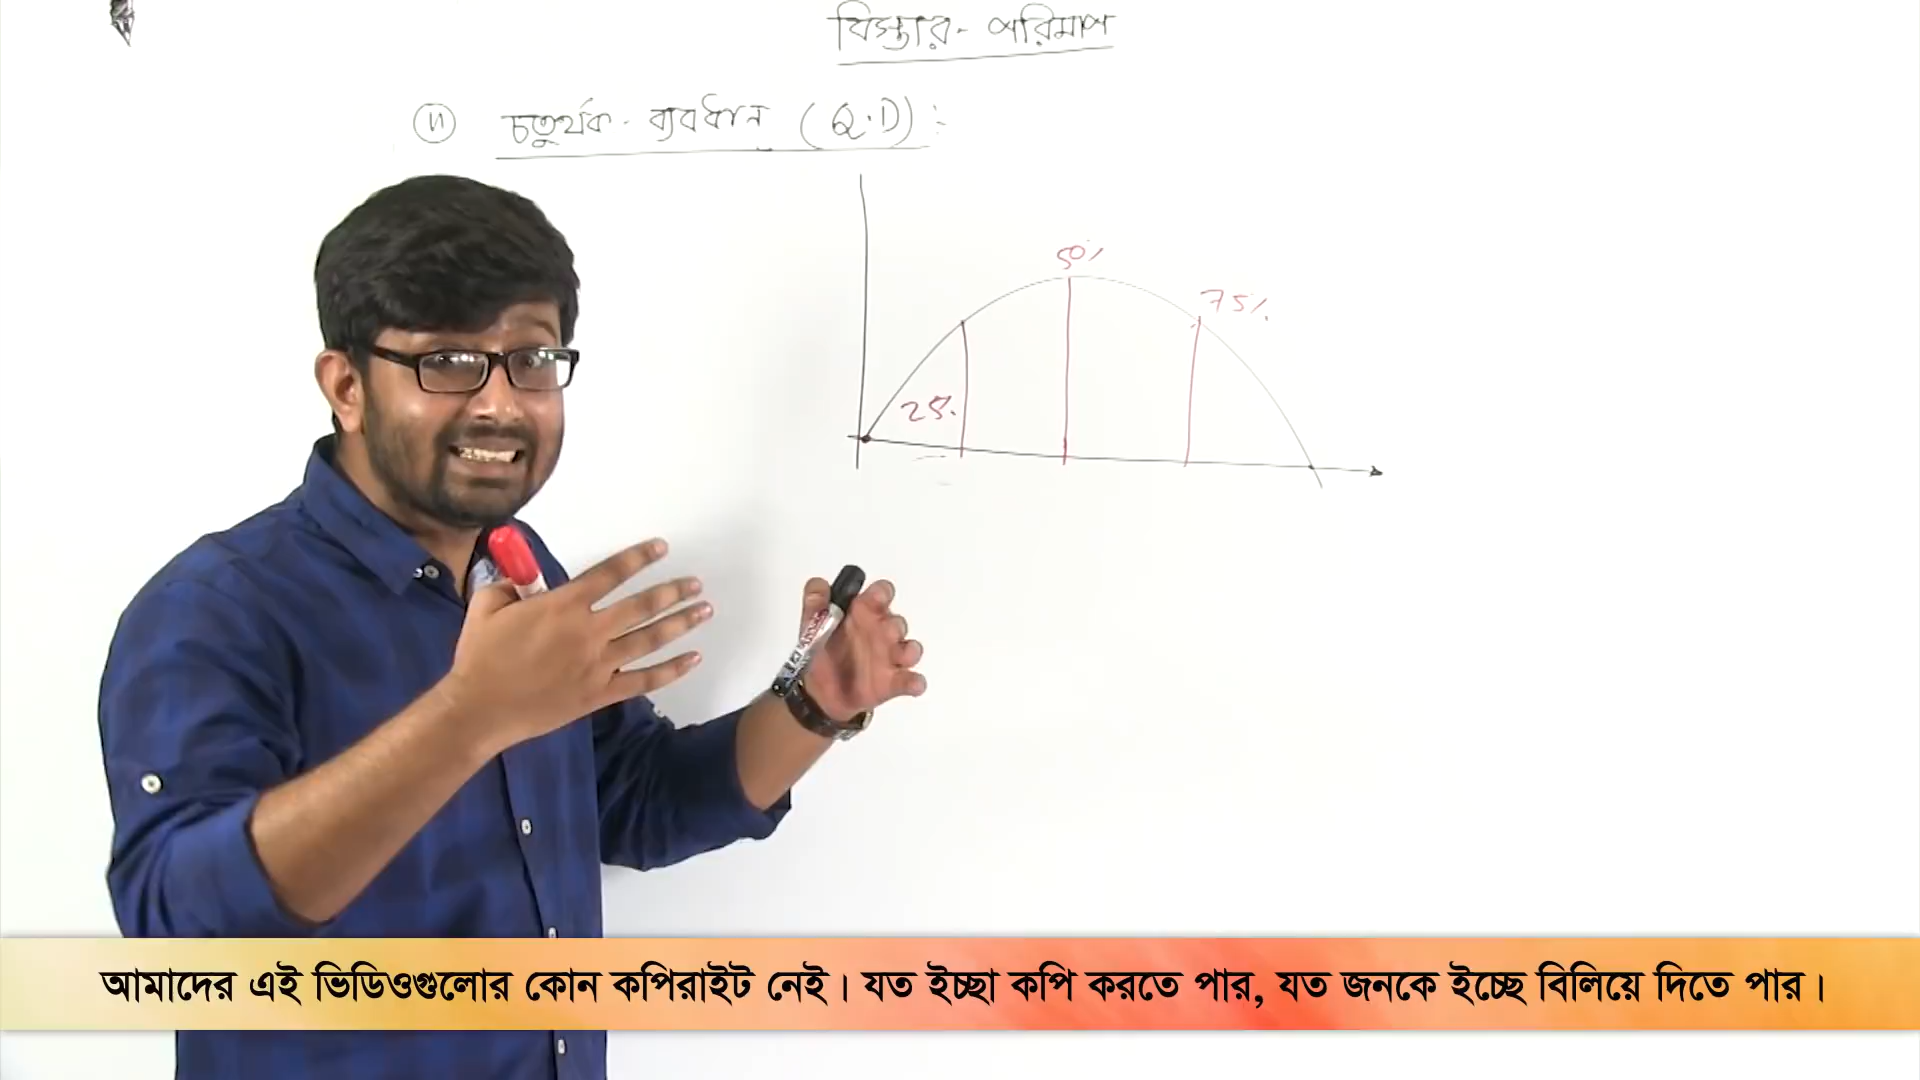 বিস্তার পরিমাপ
(ii) চতুর্থক ব্যবধান (Q.D) :
50%
75%
25%
আমাদের এই ভিডিওগুলোর কোন কপিরাইট নেই। যত ইচ্ছা কপি করতে পার, যত জনকে ইচ্ছে বিলিয়ে দিতে পার।